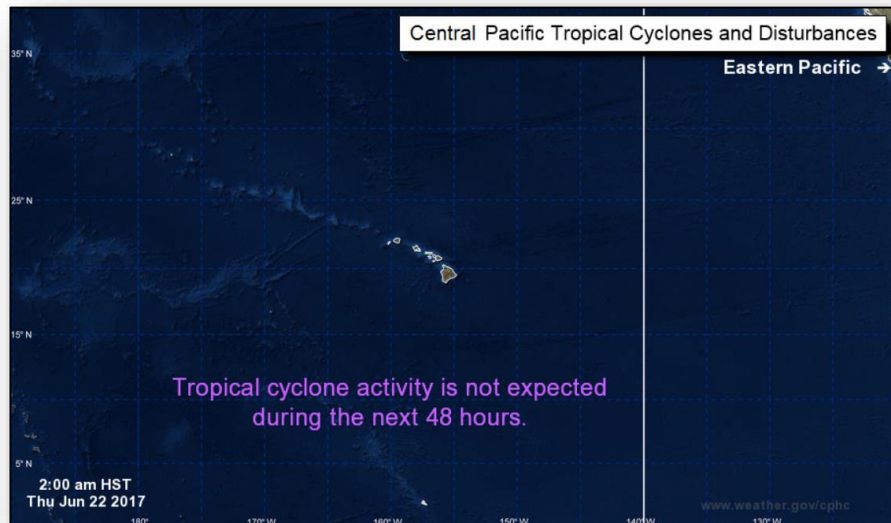 Central Pacific Tropical Cyclones and Disturbances
35° N
Eastern Pacific →
25° N
15° N
Tropical cyclone activity is not expected
during the next 48 hours.
5° N
2:00 am HST
Thu Jun 22 2017
www.weather.gov/cphc
180° 170° W 160° W 150° W 140° W 130° W